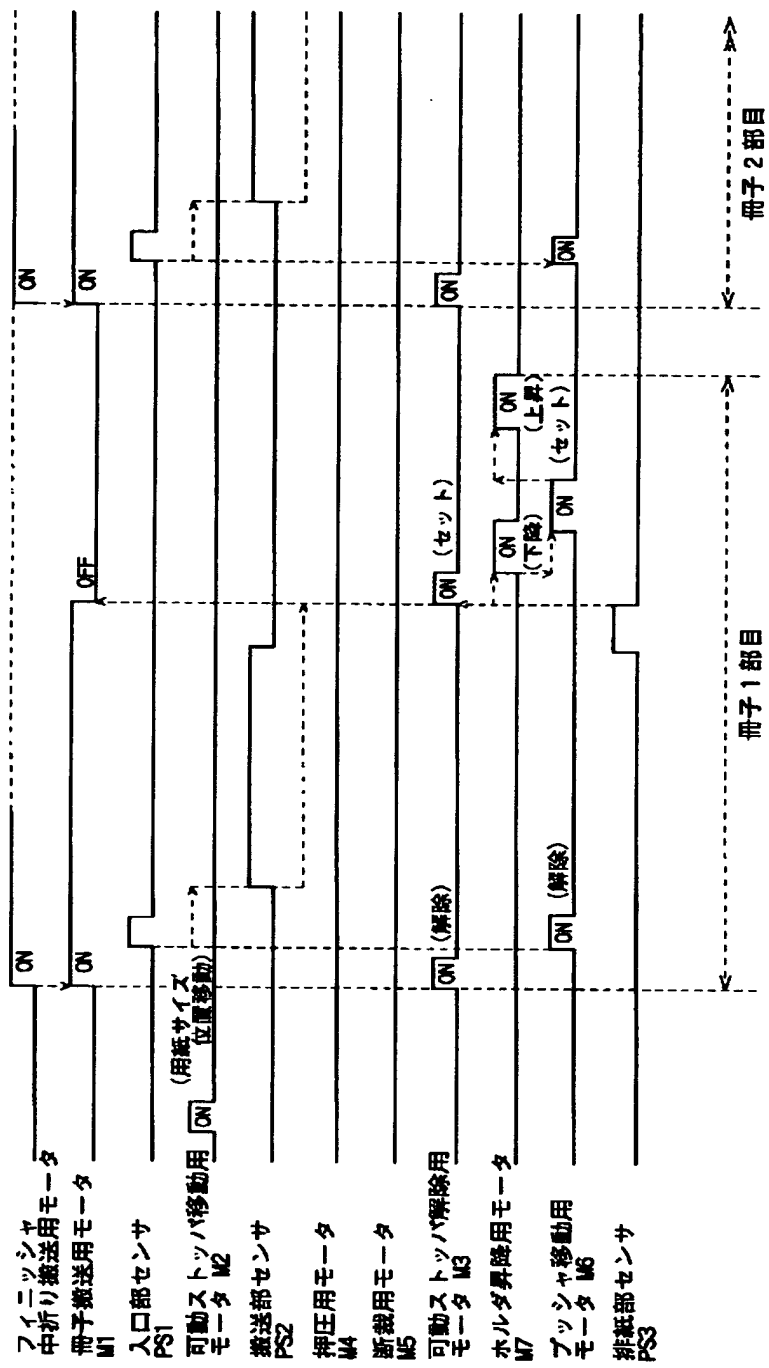 フィニッシャ
中折り搬送用モータ
ON
ON
冊子搬送用モータ
M1
ON
OFF
ON
入口部センサ
PS1
可動ストッパ移動用
モータ M2
ON
(用紙サイズ
位置移動)
搬送部センサ
PS2
押圧用モータ
M4
断裁用モータ
M5
可動ストッパ解除用
モータ M3
ON
(解除)
ON
(セット)
ON
ホルダ昇降用モータ
M7
ON
(下降)
ON
(上昇)
プッシャ移動用
モータ M6
ON
(解除)
ON
(セット)
ON
排紙部センサ
PS3
冊子1部目
冊子2部目